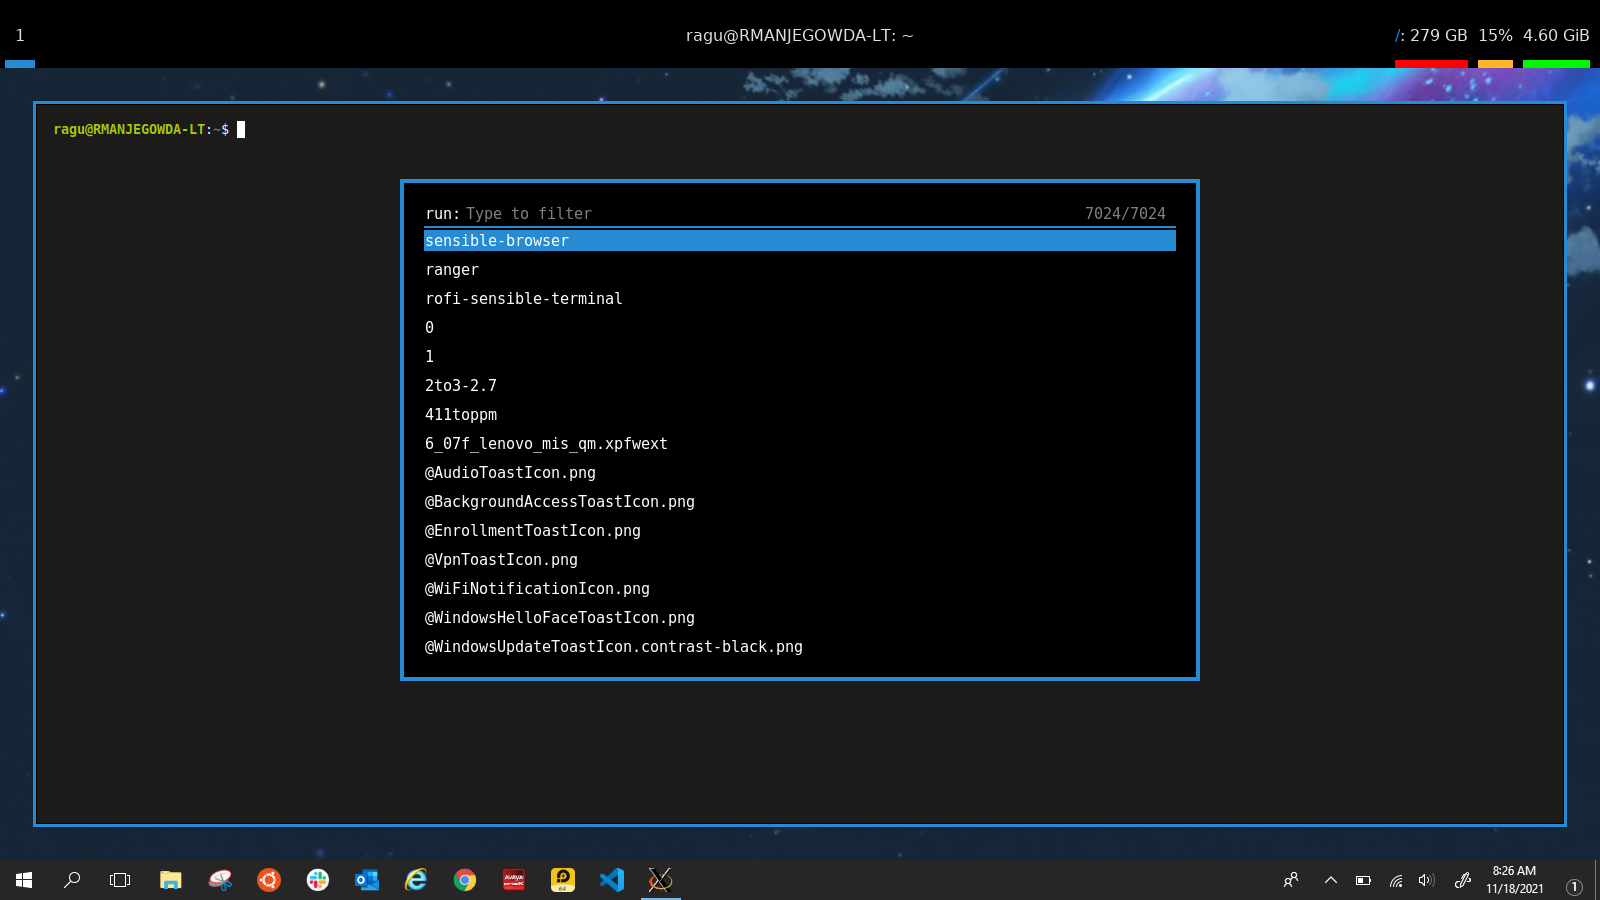 1
ragu@RMANJEGOWDA-LT: ~
/: 279 GB 15% 4.60 GiB
ragu@RMANJEGOWDA-LT:~$
run: Type to filter 7024/7024
sensible-browser
ranger
rofi-sensible-terminal
0
1
2to3-2.7
411toppm
6_07f_lenovo_mis_qm.xpfwext
@AudioToastIcon.png
@BackgroundAccessToastIcon.png
@EnrollmentToastIcon.png
@VpnToastIcon.png
@WiFiNotificationIcon.png
@WindowsHelloFaceToastIcon.png
@WindowsUpdateToastIcon.contrast-black.png
AVAYA
64
8:26 AM
11/18/2021
1